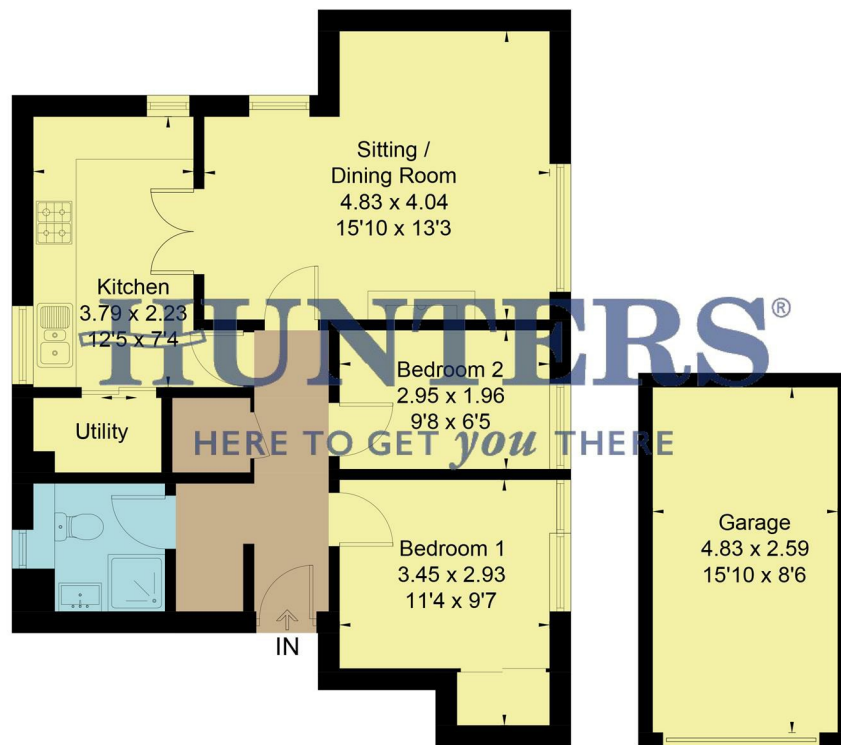 Sitting /
Dining Room
4.83 x 4.04
15'10 x 13'3
Kitchen
3.79 x 2.23
12'5 x 7'4
HUNTERS®
HERE TO GET you THERE
Bedroom 2
2.95 x 1.96
9'8 x 6'5
Utility
Bedroom 1
3.45 x 2.93
11'4 x 9'7
Garage
4.83 x 2.59
15'10 x 8'6
IN